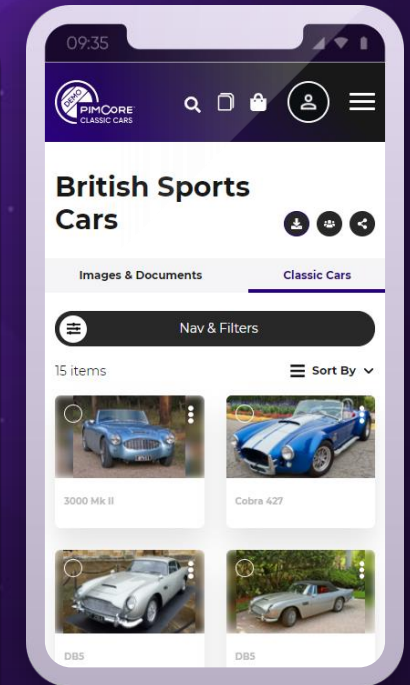 09:35
DEMO
PIMCORE
CLASSIC CARS
British Sports
Cars
Images & Documents
Classic Cars
Nav & Filters
15 items
Sort By
3000 Mk II
Cobra 427
DB5
DB5